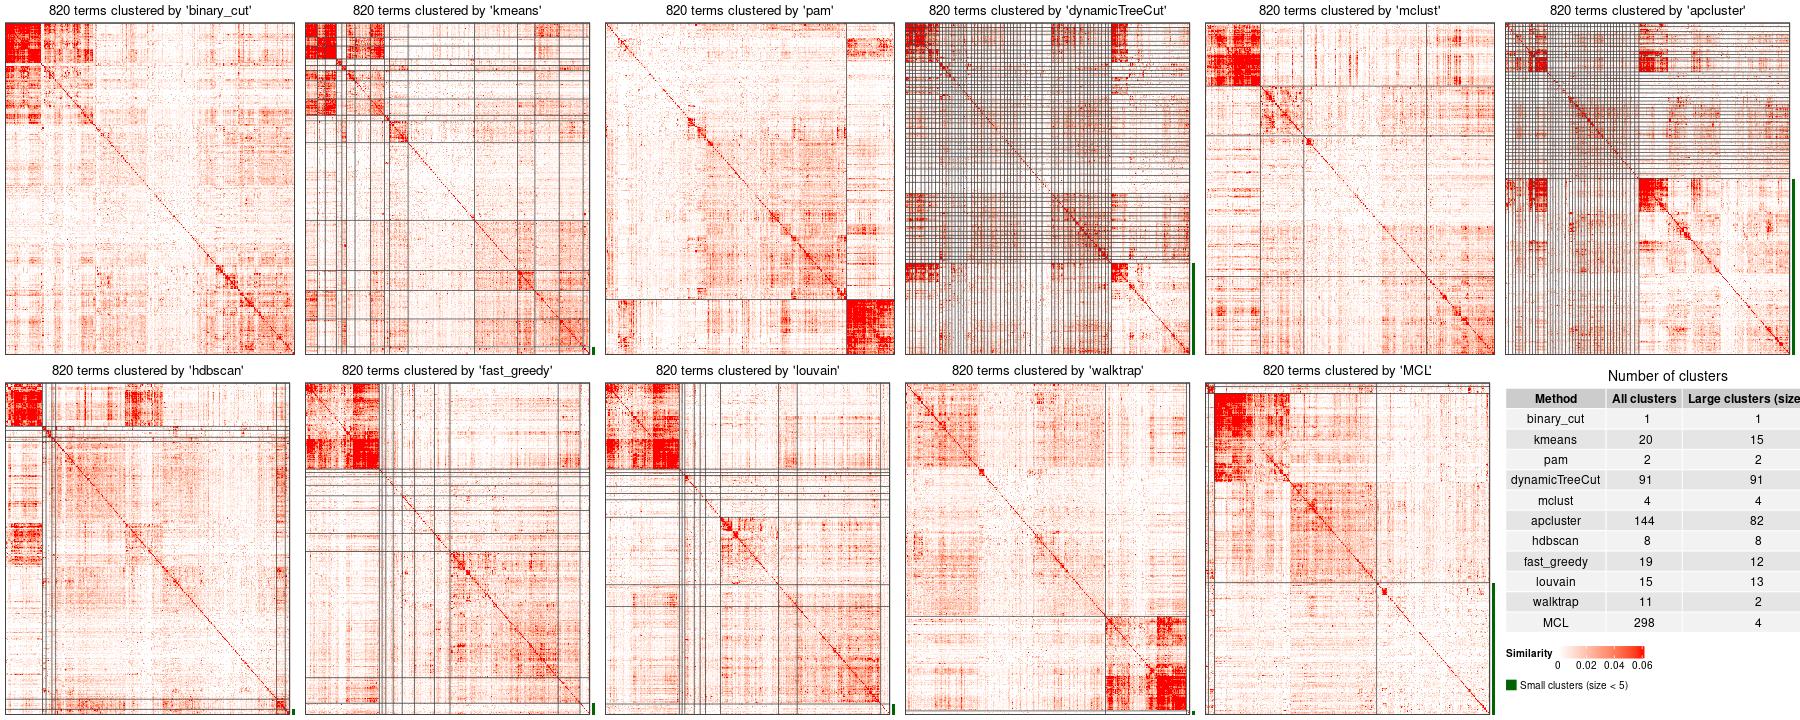 820 terms clustered by 'binary_cut'
820 terms clustered by 'kmeans'
820 terms clustered by 'pam'
820 terms clustered by 'dynamicTreeCut'
820 terms clustered by 'mclust'
820 terms clustered by 'apcluster'
820 terms clustered by 'hdbscan'
820 terms clustered by 'fast_greedy'
820 terms clustered by 'louvain'
820 terms clustered by 'walktrap'
820 terms clustered by 'MCL'
Number of clusters
Method All clusters Large clusters (size
binary_cut 1 1
kmeans 20 15
pam 2 2
dynamicTreeCut 91 91
mclust 4 4
apcluster 144 82
hdbscan 8 8
fast_greedy 19 12
louvain 15 13
walktrap 11 2
MCL 298 4
Similarity
0 0.02 0.04 0.06
Small clusters (size < 5)